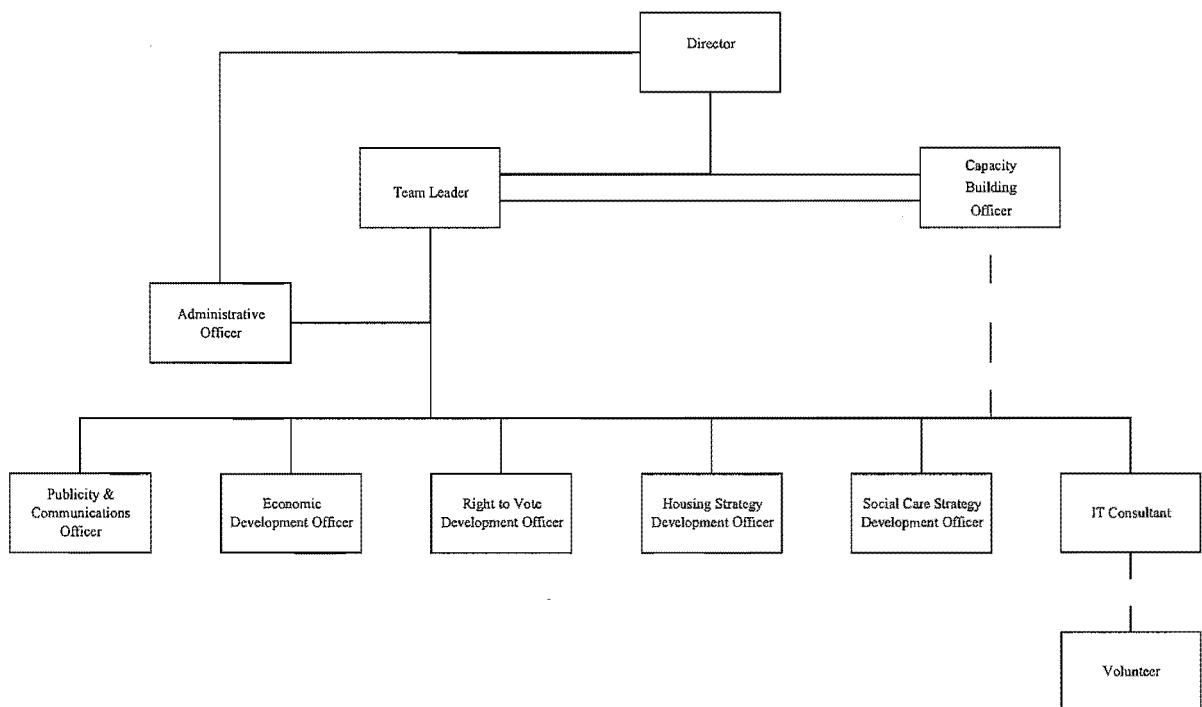 Director
Team Leader
Capacity
Building
Officer
Administrative
Officer
Publicity &
Communications
Officer
Economic
Development Officer
Right to Vote
Development Officer
Housing Strategy
Development Officer
Social Care Strategy
Development Officer
IT Consultant
Volunteer